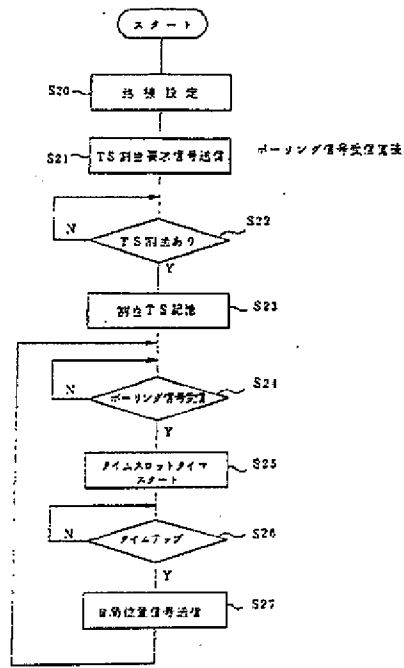 スタート
S20
路線設定
S21
TS割当要求信号送信
ポーリング信号受信直後
S22
TS割当あり
N
Y
S23
割当TS記憶
S24
ポーリング信号受信
N
Y
S25
タイムスロットタイマ
スタート
S26
タイムアップ
N
Y
S27
自局位置信号送信